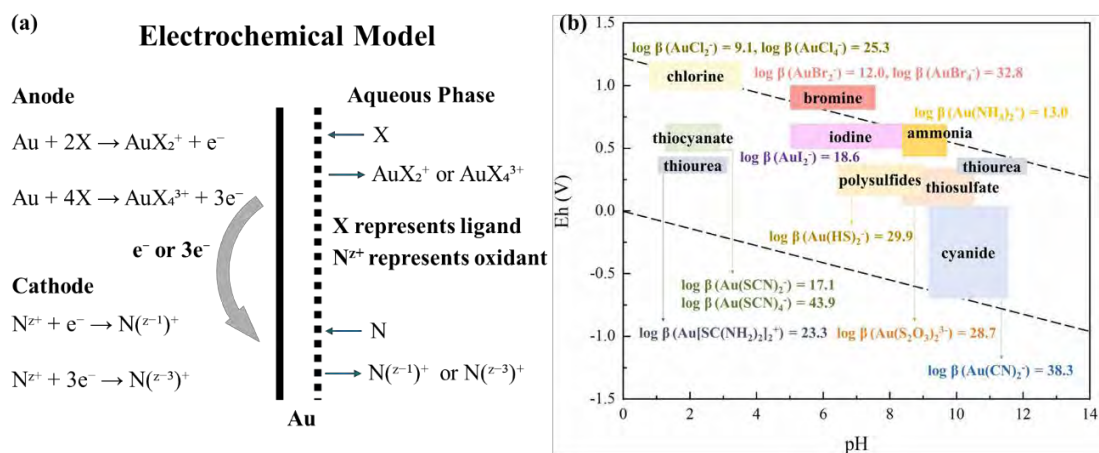 (a)
Electrochemical Model
Anode
Au + 2X → AuX₂⁺ + e⁻
Au + 4X → AuX₄³⁺ + 3e⁻
e⁻ or 3e⁻
Cathode
Nᶻ⁺ + e⁻ → N(ᶻ⁻¹)⁺
Nᶻ⁺ + 3e⁻ → N(ᶻ⁻³)⁺
Aqueous Phase
X
AuX₂⁺ or AuX₄³⁺
X represents ligand
Nᶻ⁺ represents oxidant
N
N(ᶻ⁻¹)⁺ or N(ᶻ⁻³)⁺
Au
(b)
Eh (V)
1.5
1.0
0.5
0.0
-0.5
-1.0
-1.5
log β (AuCl₂⁻) = 9.1, log β (AuCl₄⁻) = 25.3
chlorine
log β (AuBr₂⁻) = 12.0, log β (AuBr₄⁻) = 32.8
bromine
log β (Au(NH₃)₂⁺) = 13.0
thiocyanate
iodine
ammonia
thiourea
log β (AuI₂⁻) = 18.6
thiourea
polysulfides
thiosulfate
log β (Au(HS)₂⁻) = 29.9
cyanide
log β (Au(SCN)₂⁻) = 17.1
log β (Au(SCN)₄⁻) = 43.9
log β (Au[SC(NH₂)₂]₂⁺) = 23.3
log β (Au(S₂O₃)₂³⁻) = 28.7
log β (Au(CN)₂⁻) = 38.3
0 2 4 6 8 10 12 14
pH